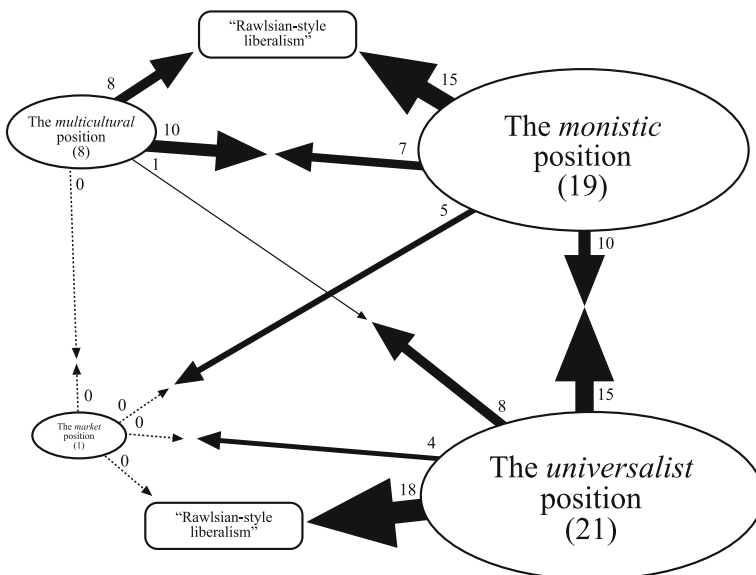 “Rawlsian-style
liberalism”
8
15
The multicultural
position
(8)
10
1
0
7
5
The monistic
position
(19)
10
0
0
0
0
The market
position
(1)
15
8
4
18
The universalist
position
(21)
“Rawlsian-style
liberalism”